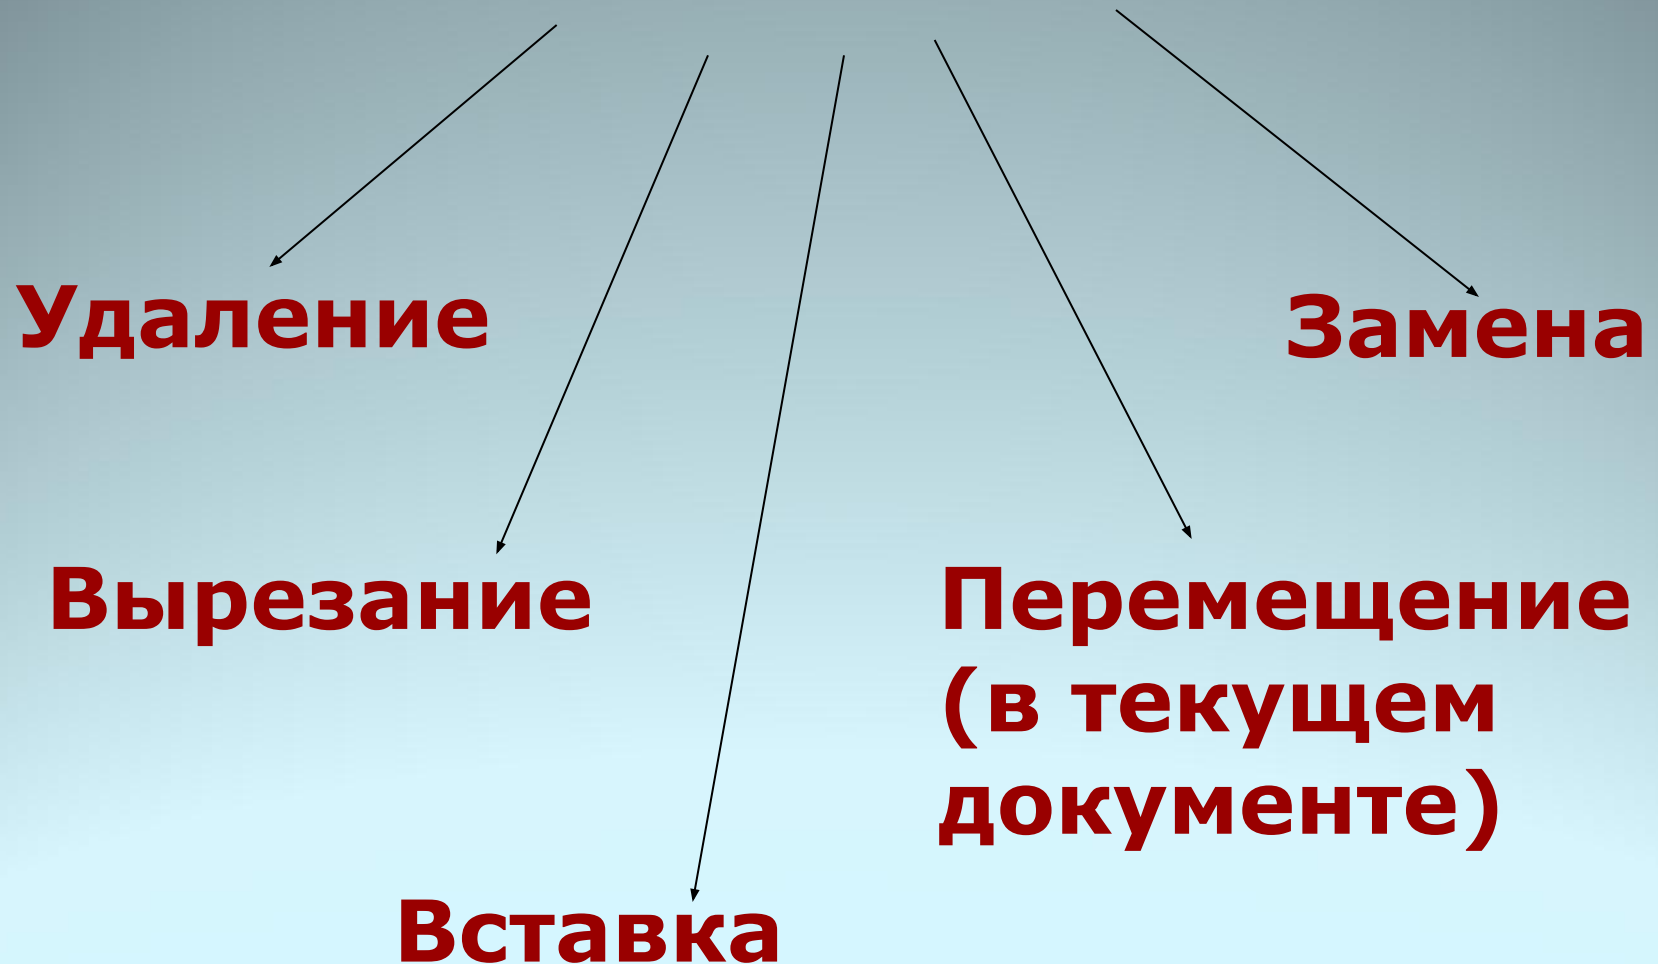 Удаление
Замена
Вырезание
Перемещение
(в текущем
документе)
Вставка